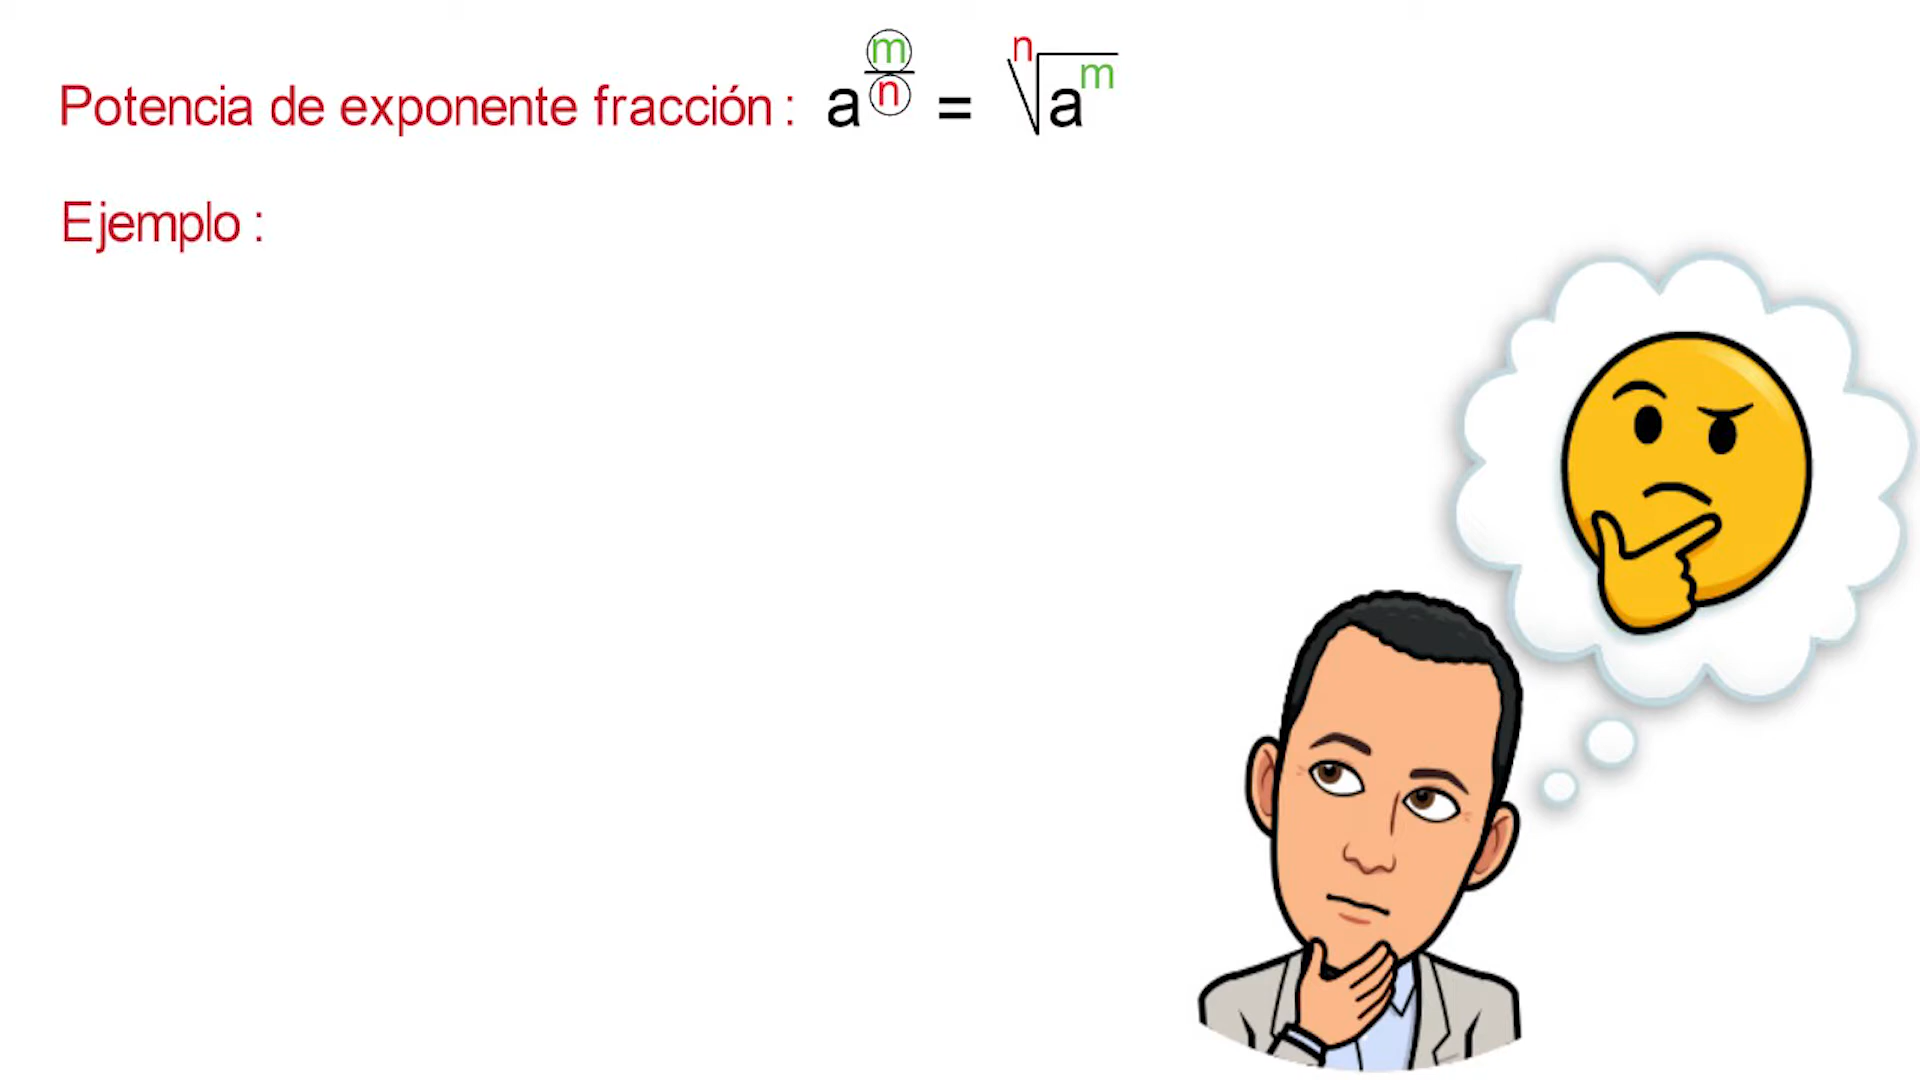 Potencia de exponente fracción : a^(m/n) = ⁿ√a^m
Ejemplo :